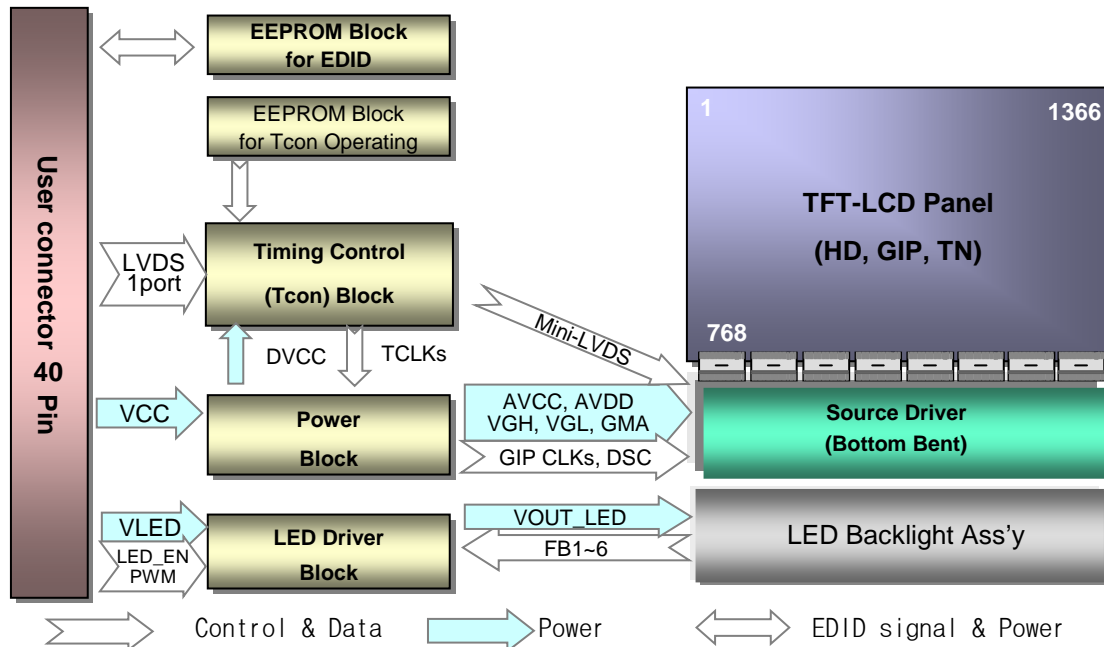 EEPROM Block
for EDID
EEPROM Block
for Tcon Operating
User connector 40
Pin
LVDS
1port
Timing Control
(Tcon) Block
DVCC
TCLKs
Mini-LVDS
1
1366
TFT-LCD Panel
(HD, GIP, TN)
768
VCC
Power
Block
AVCC, AVDD
VGH, VGL, GMA
GIP CLKs, DSC
Source Driver
(Bottom Bent)
VLED
LED_EN
PWM
LED Driver
Block
VOUT_LED
FB1~6
LED Backlight Ass'y
Control & Data
Power
EDID signal & Power